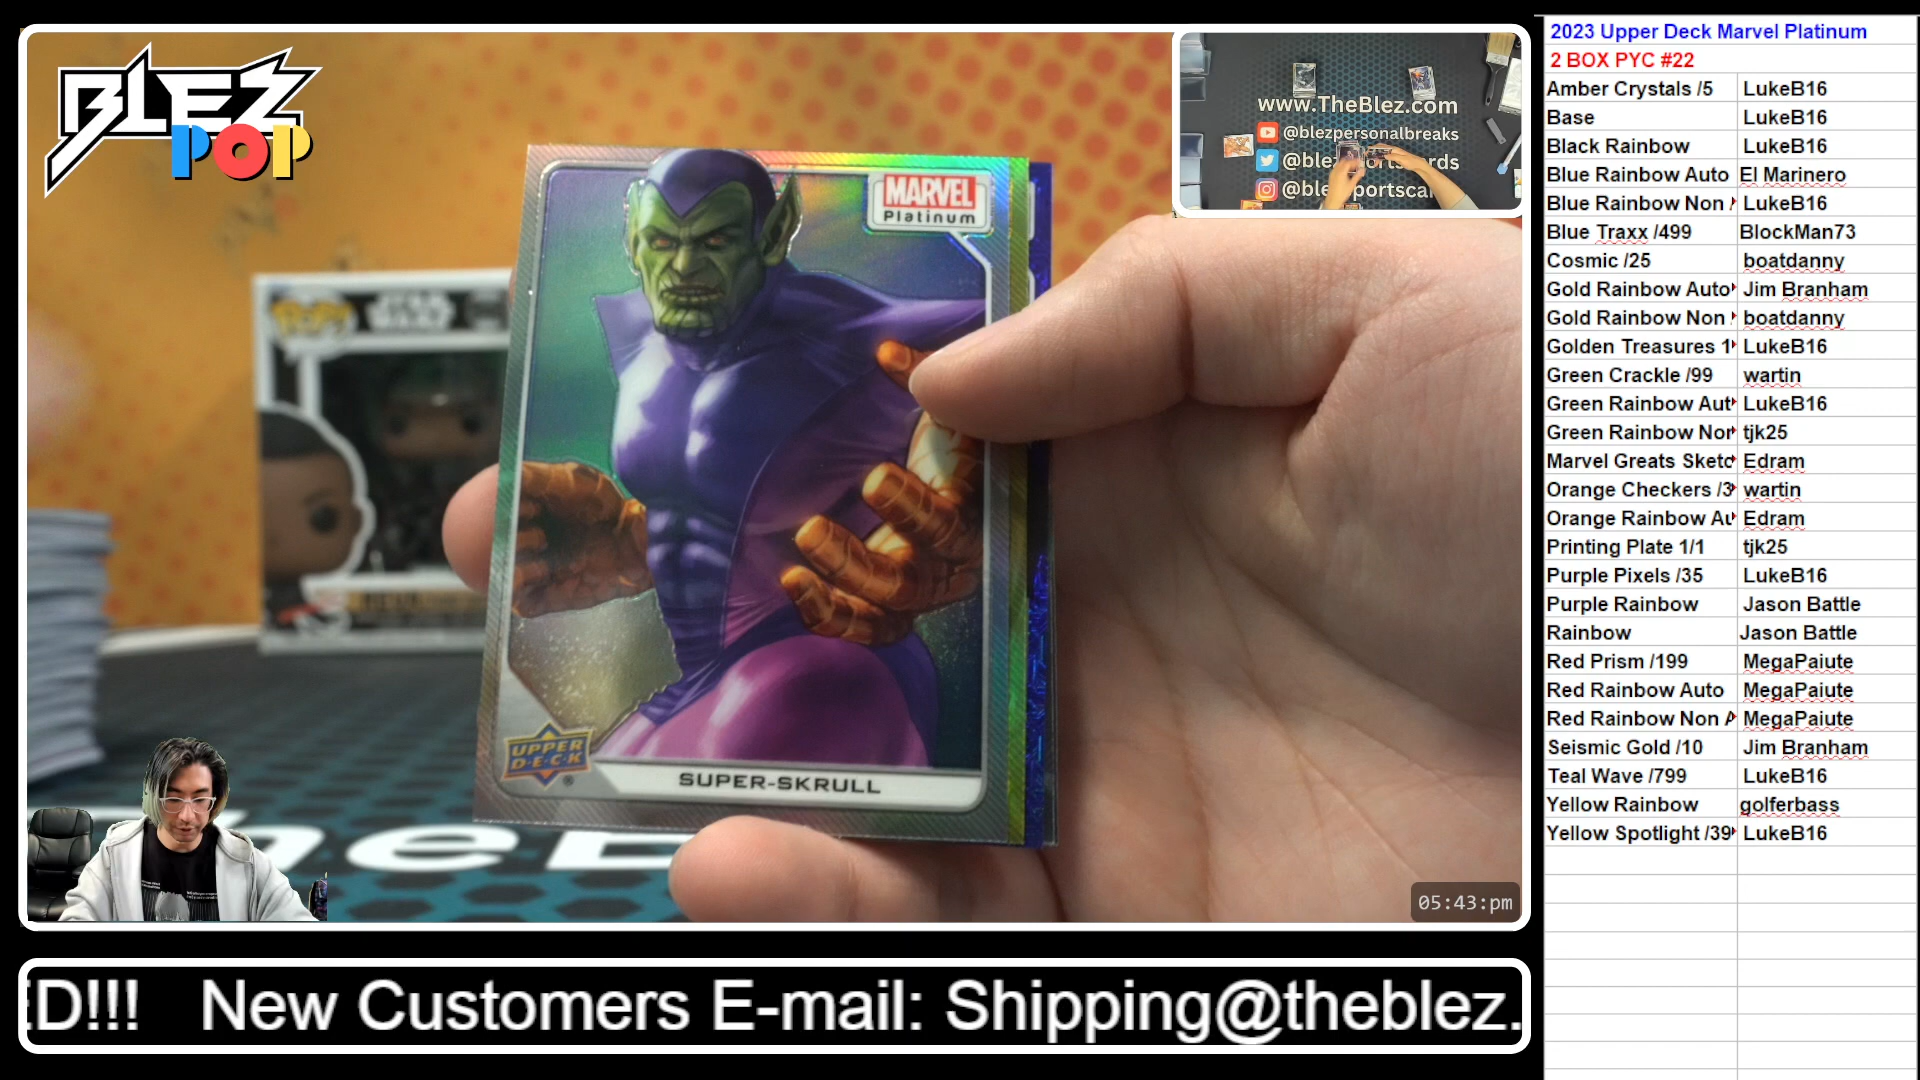 BLEZ
POP
MARVEL
Platinum
UPPER
D·E·C·K
®
SUPER-SKRULL
STAR
www.TheBlez.com
@blezpersonalbreaks
05:43:pm
ED!!! New Customers E-mail: Shipping@theblez.
2023 Upper Deck Marvel Platinum
2 BOX PYC #22
Amber Crystals /5 LukeB16
Base LukeB16
Black Rainbow LukeB16
Blue Rainbow Auto El Marinero
Blue Rainbow Non LukeB16
Blue Traxx /499 BlockMan73
Cosmic /25 boatdanny
Gold Rainbow Auto Jim Branham
Gold Rainbow Non boatdanny
Golden Treasures 1 LukeB16
Green Crackle /99 wartin
Green Rainbow Aut LukeB16
Green Rainbow Nor tjk25
Marvel Greats Sketc Edram
Orange Checkers /3 wartin
Orange Rainbow Au Edram
Printing Plate 1/1 tjk25
Purple Pixels /35 LukeB16
Purple Rainbow Jason Battle
Rainbow Jason Battle
Red Prism /199 MegaPaiute
Red Rainbow Auto MegaPaiute
Red Rainbow Non A MegaPaiute
Seismic Gold /10 Jim Branham
Teal Wave /799 LukeB16
Yellow Rainbow golferbass
Yellow Spotlight /39 LukeB16